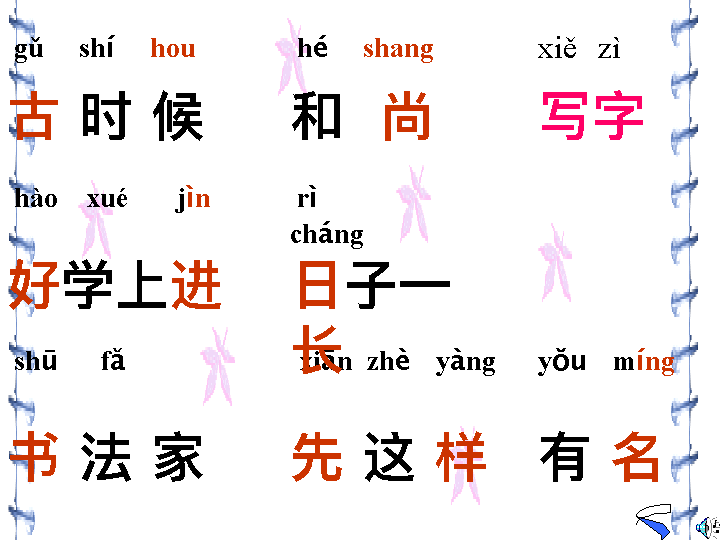 gǔ shí hou hé shang xiě zì
古 时 候 和 尚 写字
hào xué jìn rì
cháng
好学上进 日子一
长
shū fǎ xiān zhè yàng yǒu míng
书 法 家 先 这 样 有 名